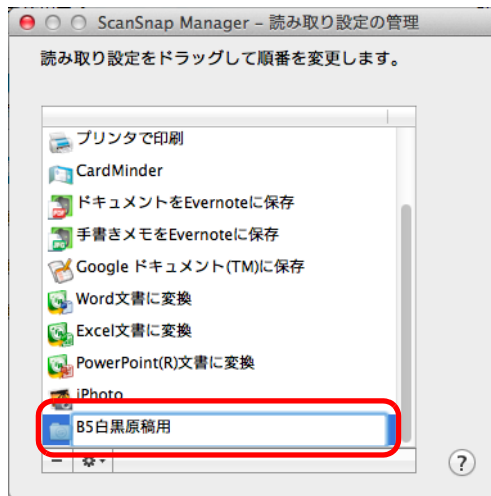 ScanSnap Manager – 読み取り設定の管理
読み取り設定をドラッグして順番を変更します。
プリンタで印刷
CardMinder
ドキュメントをEvernoteに保存
手書きメモをEvernoteに保存
Google ドキュメント(TM)に保存
Word文書に変換
Excel文書に変換
PowerPoint(R)文書に変換
iPhoto
B5白黒原稿用
?